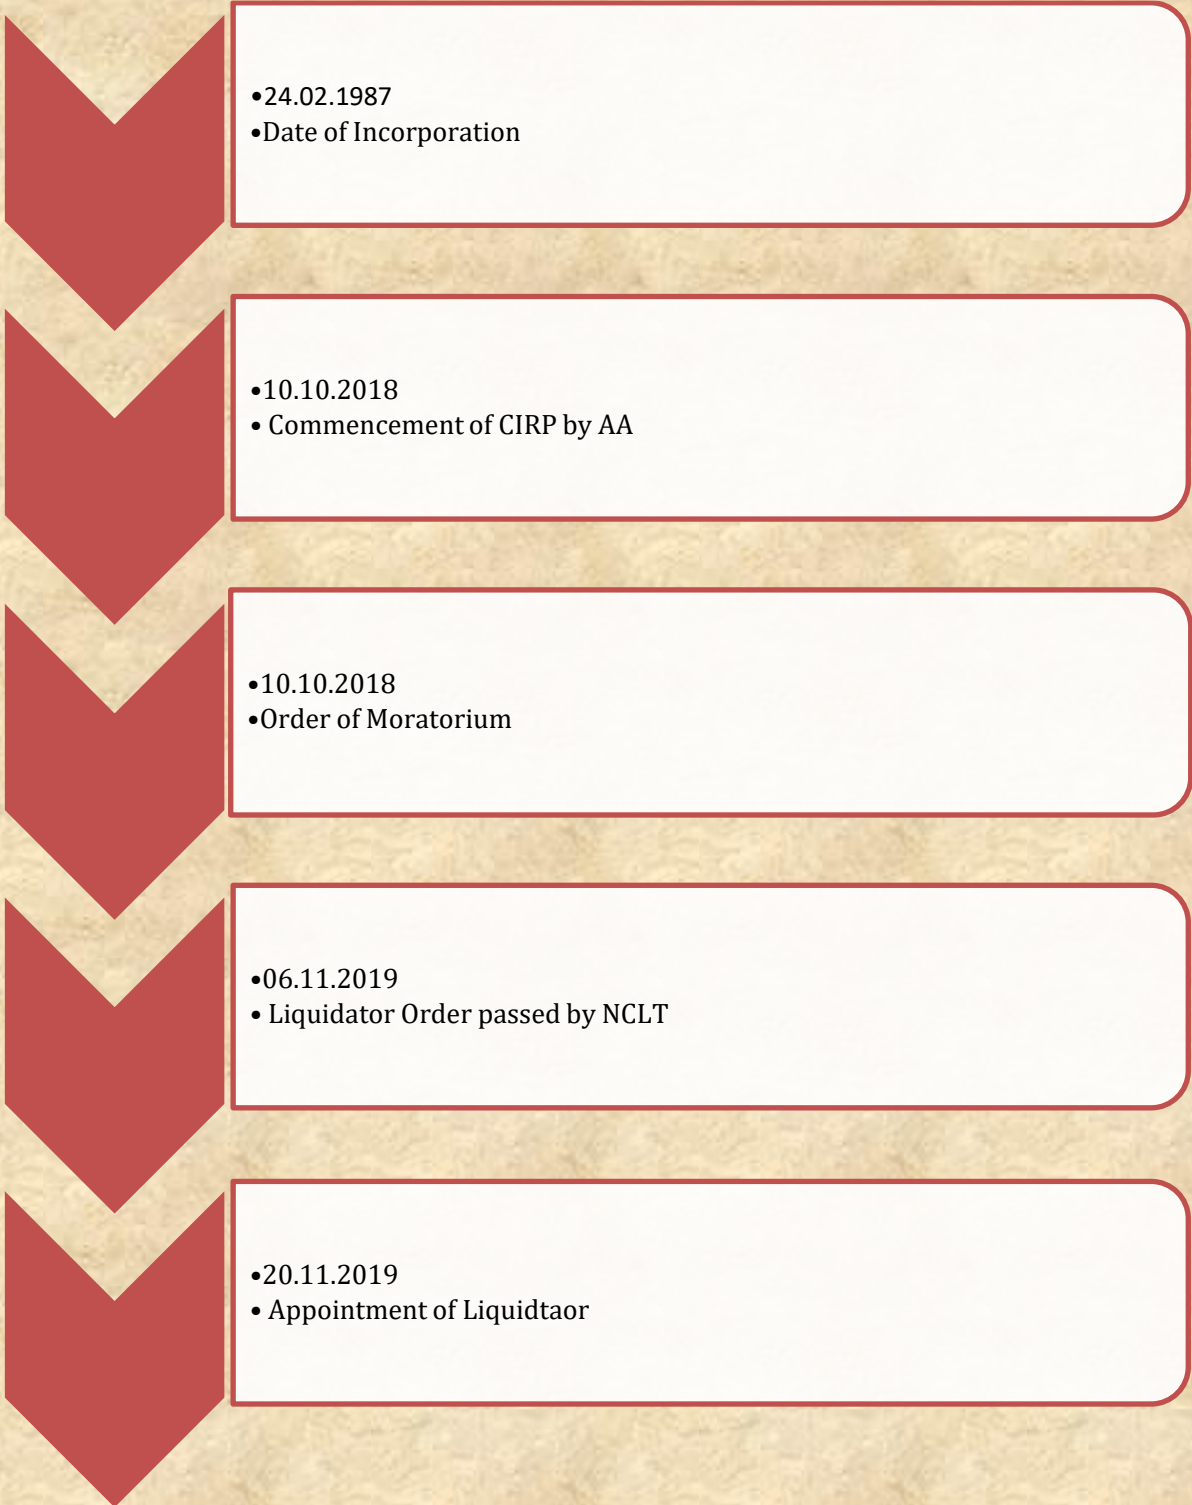 •24.02.1987
•Date of Incorporation
•10.10.2018
• Commencement of CIRP by AA
•10.10.2018
•Order of Moratorium
•06.11.2019
• Liquidator Order passed by NCLT
•20.11.2019
• Appointment of Liquidtaor